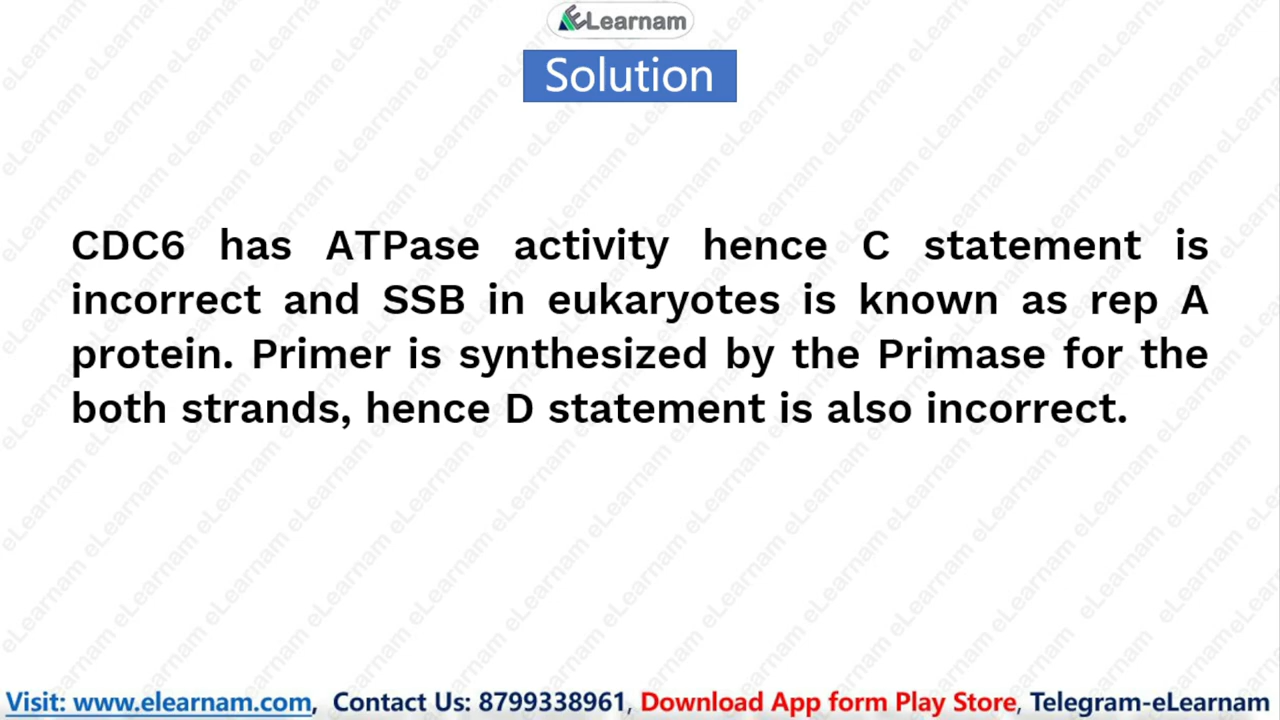 eLearnam
Solution
CDC6 has ATPase activity hence C statement is
incorrect and SSB in eukaryotes is known as rep A
protein. Primer is synthesized by the Primase for the
both strands, hence D statement is also incorrect.
Visit: www.elearnam.com, Contact Us: 8799338961, Download App form Play Store, Telegram-eLearnam